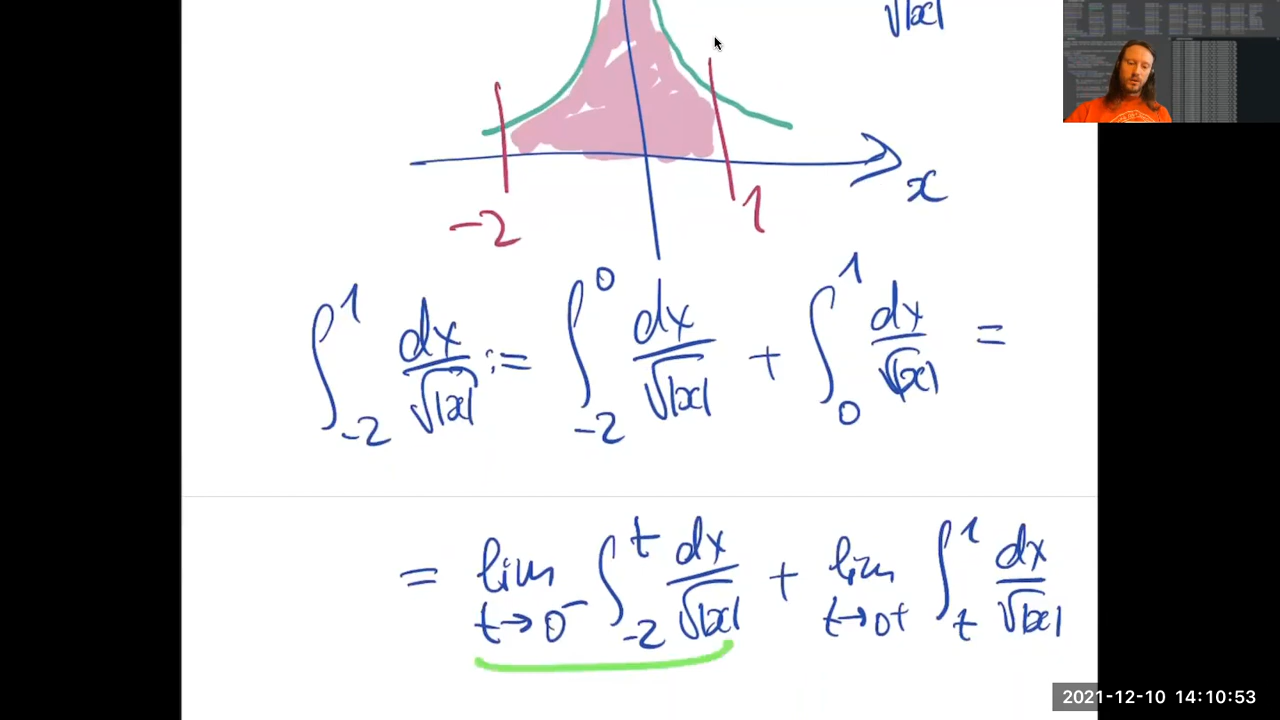 √|x|
x
-2 1
∫_{-2}^{1} dx/√|x| := ∫_{-2}^{0} dx/√|x| + ∫_{0}^{1} dx/√|x| =
= lim_{t→0⁻} ∫_{-2}^{t} dx/√|x| + lim_{t→0+} ∫_{t}^{1} dx/√|x|
2021-12-10 14:10:53